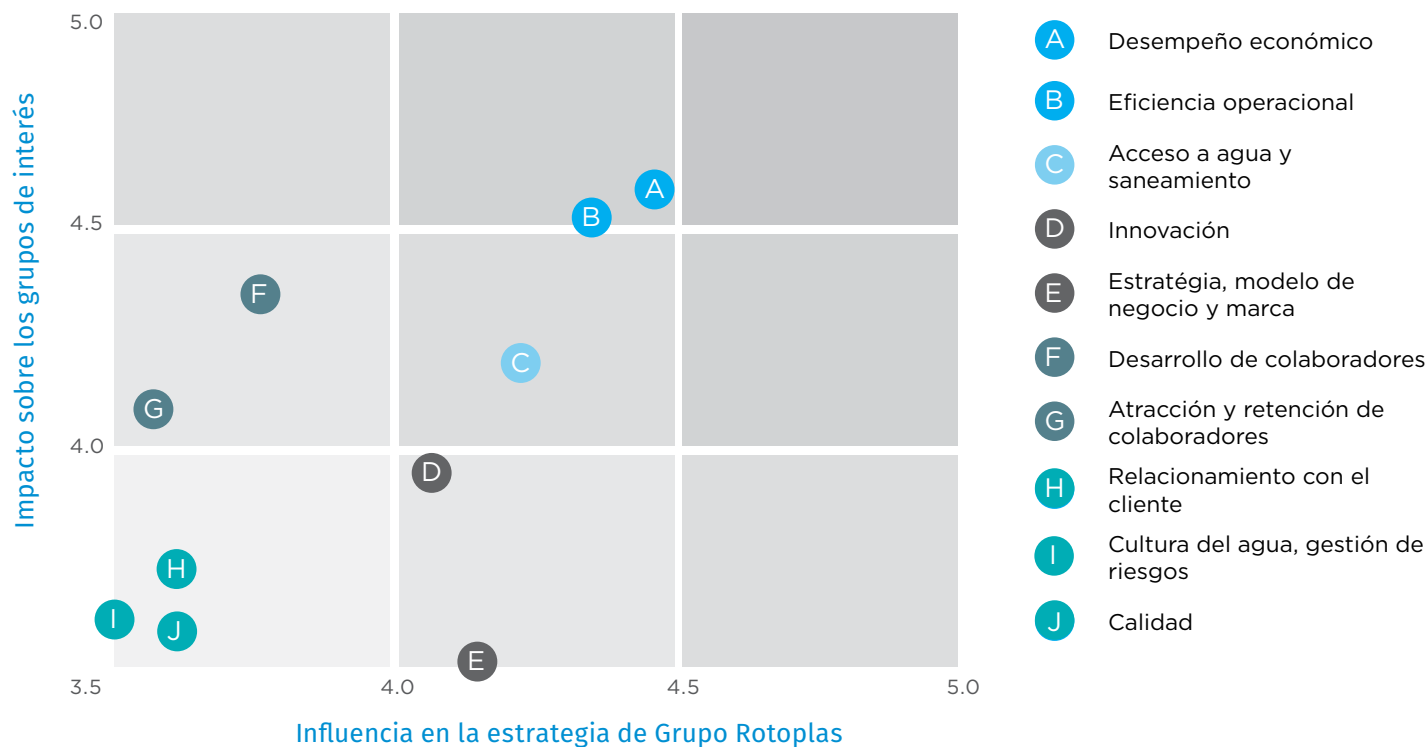 5.0
4.5
4.0
3.5
4.0
4.5
5.0
Impacto sobre los grupos de interés
Influencia en la estrategia de Grupo Rotoplas
A
B
F
C
G
D
H
I
J
E
A Desempeño económico
B Eficiencia operacional
C Acceso a agua y
saneamiento
D Innovación
E Estratégia, modelo de
negocio y marca
F Desarrollo de colaboradores
G Atracción y retención de
colaboradores
H Relacionamiento con el
cliente
I Cultura del agua, gestión de
riesgos
J Calidad